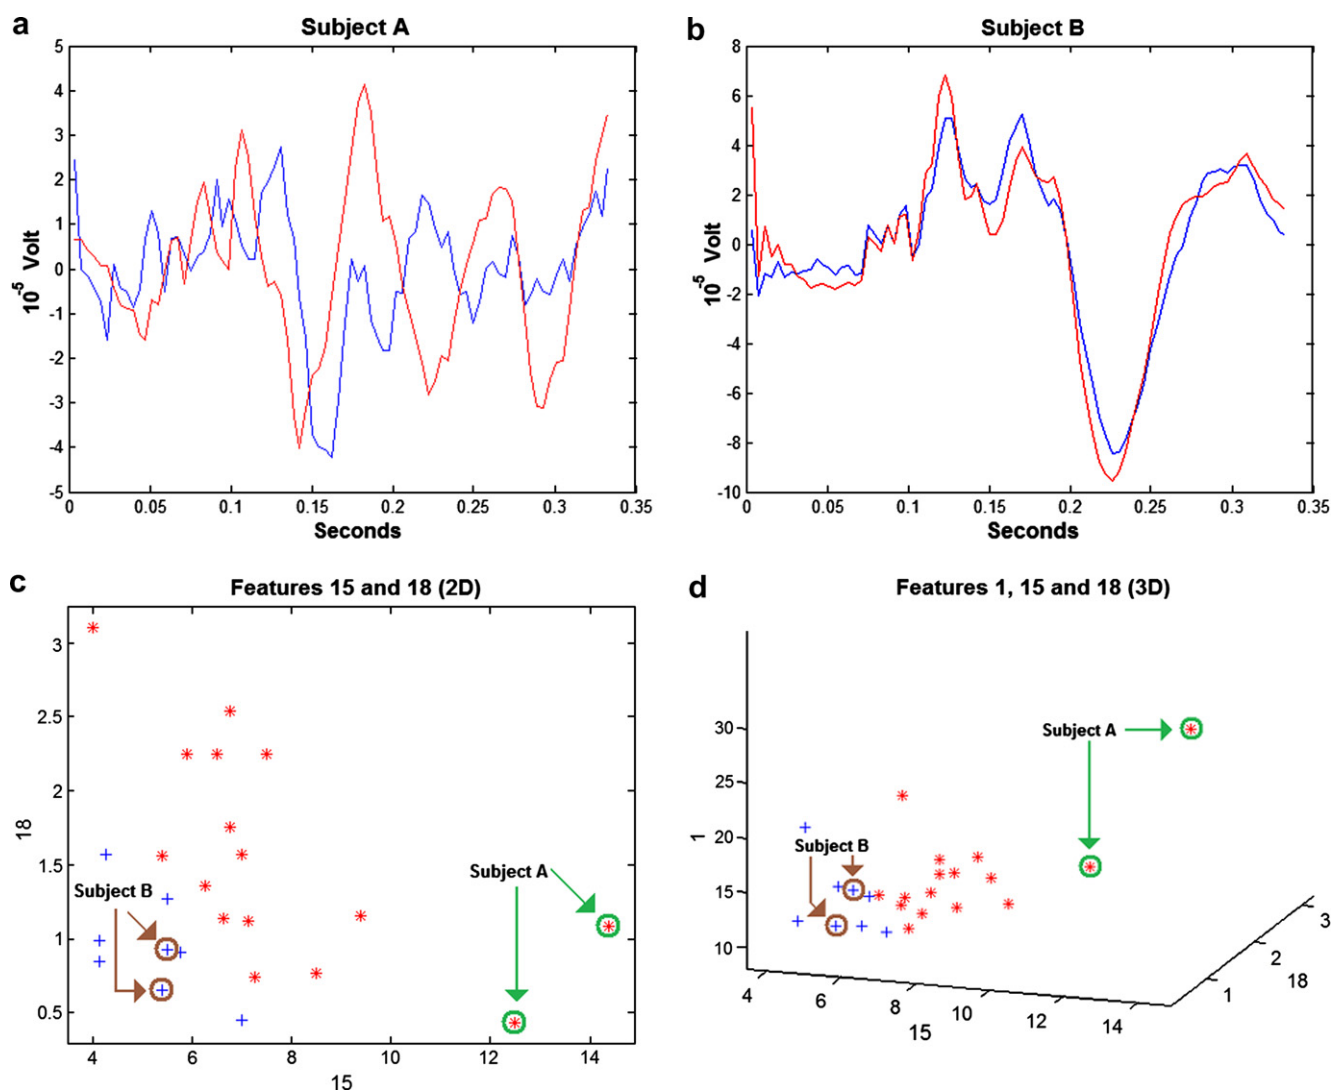 a
Subject A
5
4
3
2
1
0
-1
-2
-3
-4
-5
10-5 Volt
0 0.05 0.1 0.15 0.2 0.25 0.3 0.35
Seconds
b
Subject B
8
6
4
2
0
-2
-4
-6
-8
-10
10-5 Volt
0 0.05 0.1 0.15 0.2 0.25 0.3 0.35
Seconds
c
Features 15 and 18 (2D)
3
2.5
2
1.5
1
0.5
18
Subject B
Subject A
4 6 8 10 12 14
15
d
Features 1, 15 and 18 (3D)
30
25
20
15
10
1
Subject A
Subject B
4 6 8 10 12 14
15
1 2 3
18